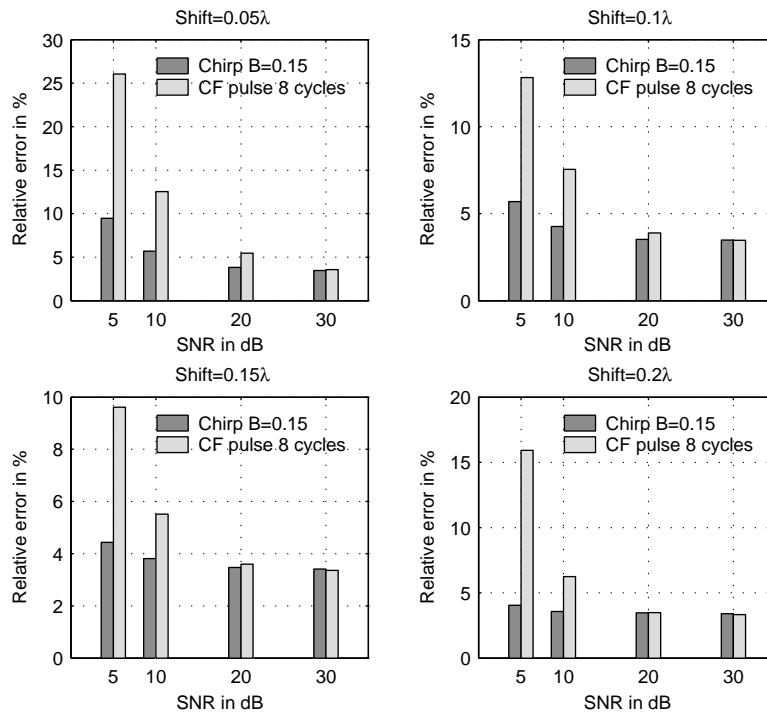 Shift=0.05λ
Relative error in %
30
25
20
15
10
5
0
Chirp B=0.15
CF pulse 8 cycles
5 10 20 30
SNR in dB
Shift=0.1λ
Relative error in %
15
10
5
0
Chirp B=0.15
CF pulse 8 cycles
5 10 20 30
SNR in dB
Shift=0.15λ
Relative error in %
10
8
6
4
2
0
Chirp B=0.15
CF pulse 8 cycles
5 10 20 30
SNR in dB
Shift=0.2λ
Relative error in %
20
15
10
5
0
Chirp B=0.15
CF pulse 8 cycles
5 10 20 30
SNR in dB